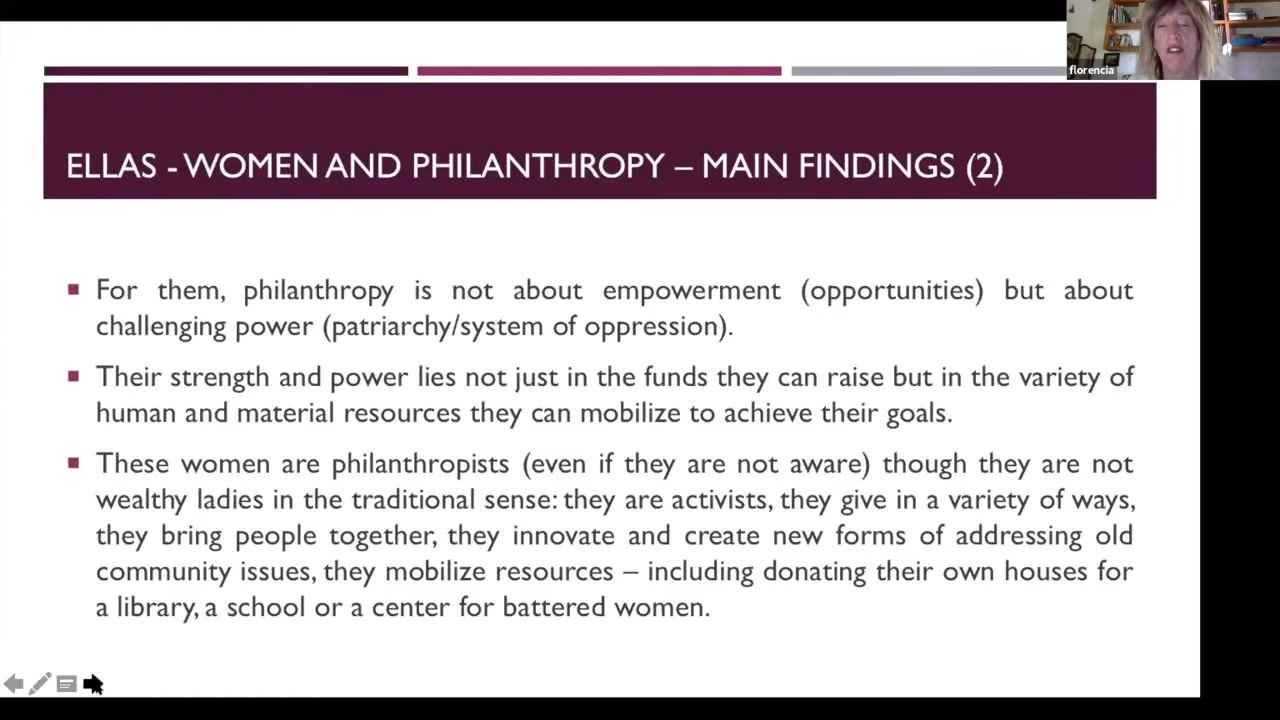 florencia
ELLAS - WOMEN AND PHILANTHROPY – MAIN FINDINGS (2)
For them, philanthropy is not about empowerment (opportunities) but about
challenging power (patriarchy/system of oppression).
Their strength and power lies not just in the funds they can raise but in the variety of
human and material resources they can mobilize to achieve their goals.
These women are philanthropists (even if they are not aware) though they are not
wealthy ladies in the traditional sense: they are activists, they give in a variety of ways,
they bring people together, they innovate and create new forms of addressing old
community issues, they mobilize resources – including donating their own houses for
a library, a school or a center for battered women.